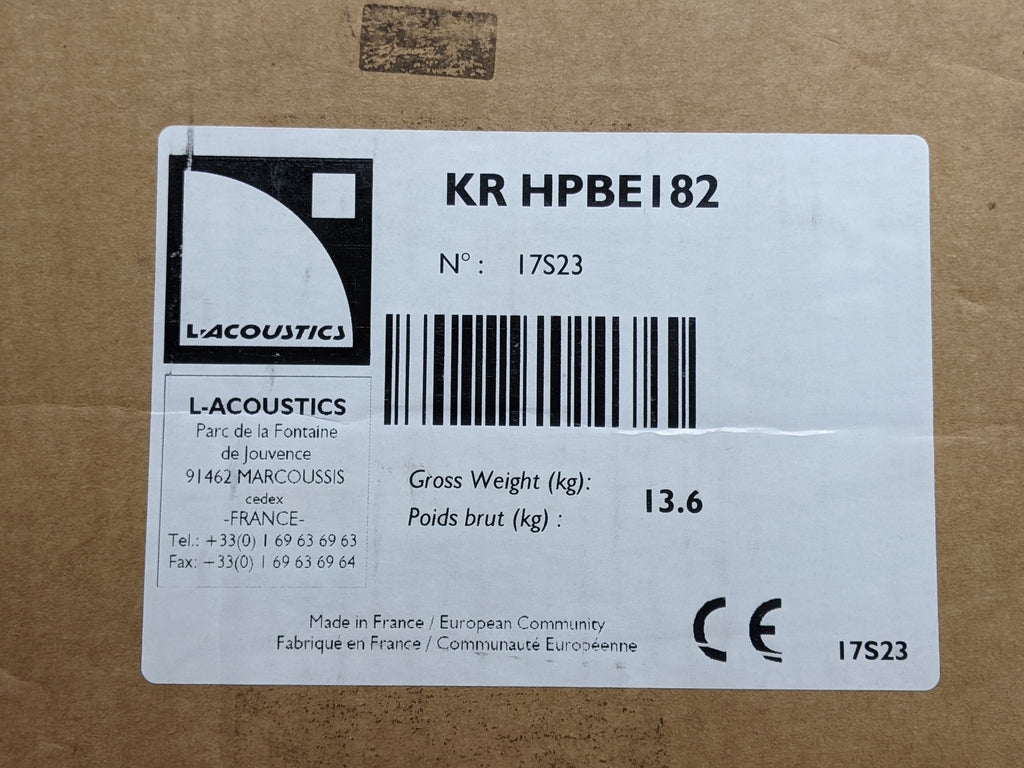 KR HPBE182
N° : 17S23
L-ACOUSTICS
L-ACOUSTICS
Parc de la Fontaine
de Jouvence
91462 MARCOUSSIS
cedex
-FRANCE-
Tel.: +33(0) 1 69 63 69 63
Fax: +33(0) 1 69 63 69 64
Gross Weight (kg):
Poids brut (kg) :
13.6
Made in France / European Community
Fabriqué en France / Communauté Européenne
CE
17S23